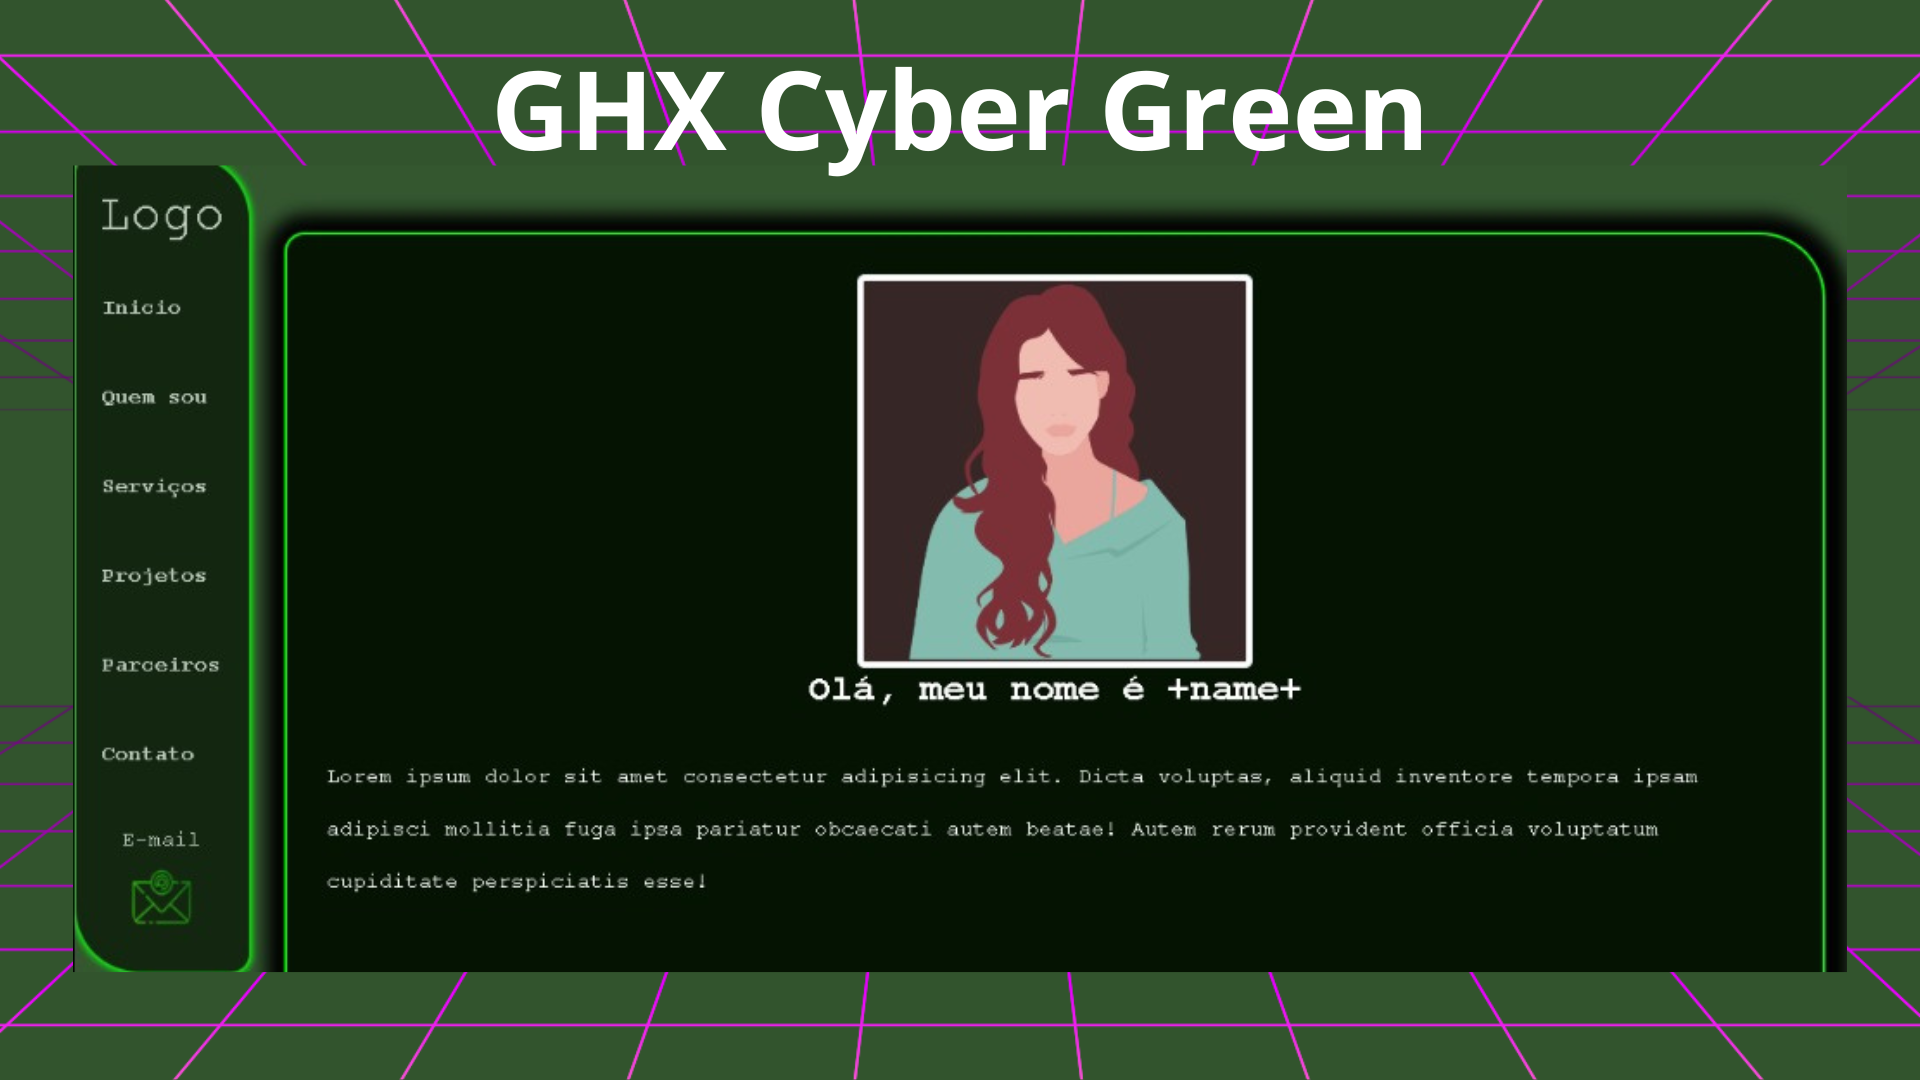 GHX Cyber Green
Logo
Inicio
Quem sou
Serviços
Projetos
Parceiros
Contato
E-mail
Olá, meu nome é +name+
Lorem ipsum dolor sit amet consectetur adipisicing elit. Dicta voluptas, aliquid inventore tempora ipsam
adipisci mollitia fuga ipsa pariatur obcaecati autem beatae! Autem rerum provident officia voluptatum
cupiditate perspiciatis esse!